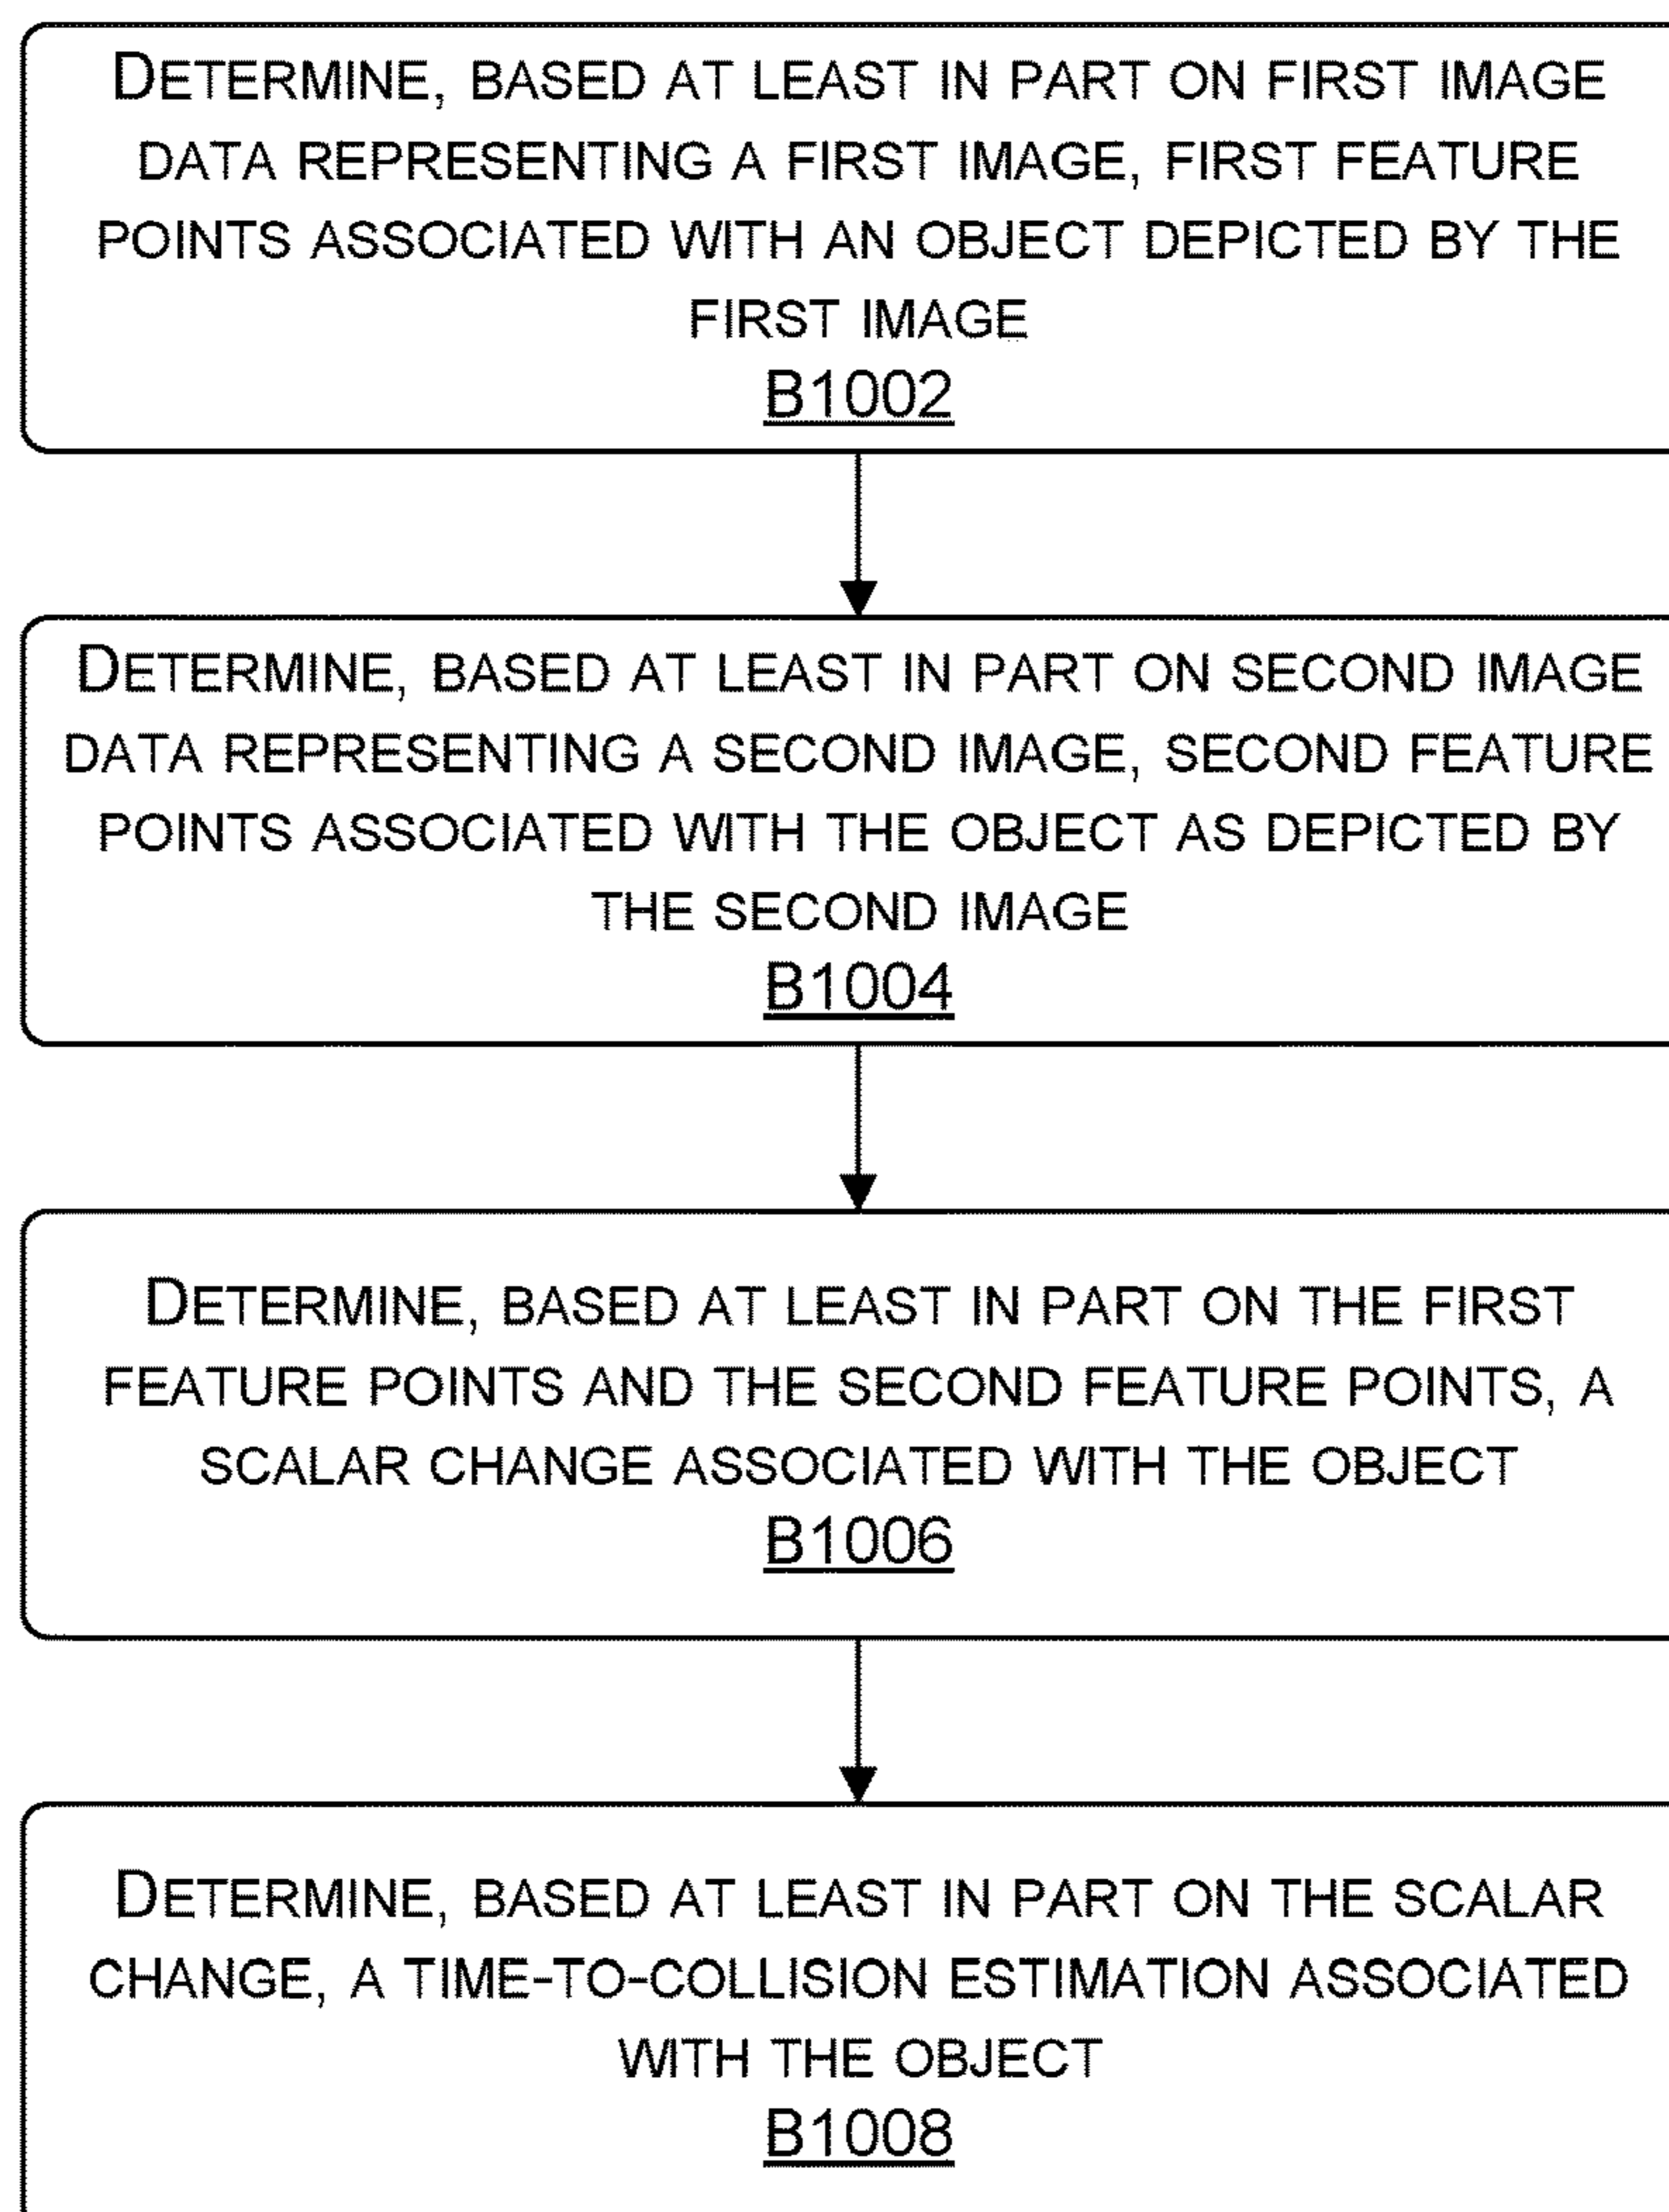 DETERMINE, BASED AT LEAST IN PART ON FIRST IMAGE
DATA REPRESENTING A FIRST IMAGE, FIRST FEATURE
POINTS ASSOCIATED WITH AN OBJECT DEPICTED BY THE
FIRST IMAGE
B1002
DETERMINE, BASED AT LEAST IN PART ON SECOND IMAGE
DATA REPRESENTING A SECOND IMAGE, SECOND FEATURE
POINTS ASSOCIATED WITH THE OBJECT AS DEPICTED BY
THE SECOND IMAGE
B1004
DETERMINE, BASED AT LEAST IN PART ON THE FIRST
FEATURE POINTS AND THE SECOND FEATURE POINTS, A
SCALAR CHANGE ASSOCIATED WITH THE OBJECT
B1006
DETERMINE, BASED AT LEAST IN PART ON THE SCALAR
CHANGE, A TIME-TO-COLLISION ESTIMATION ASSOCIATED
WITH THE OBJECT
B1008